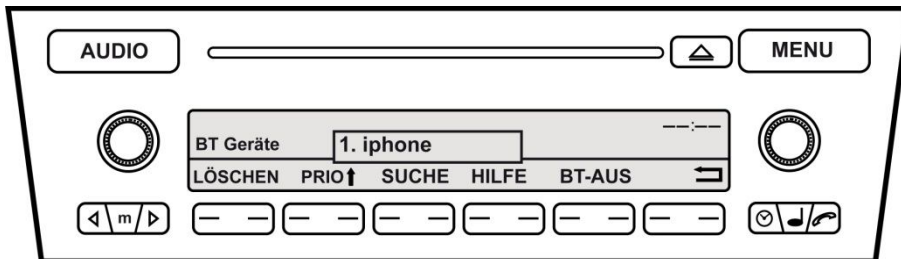 AUDIO MENU
--:--
BT Geräte 1. iphone
LÖSCHEN PRIO⬆ SUCHE HILFE BT-AUS
m